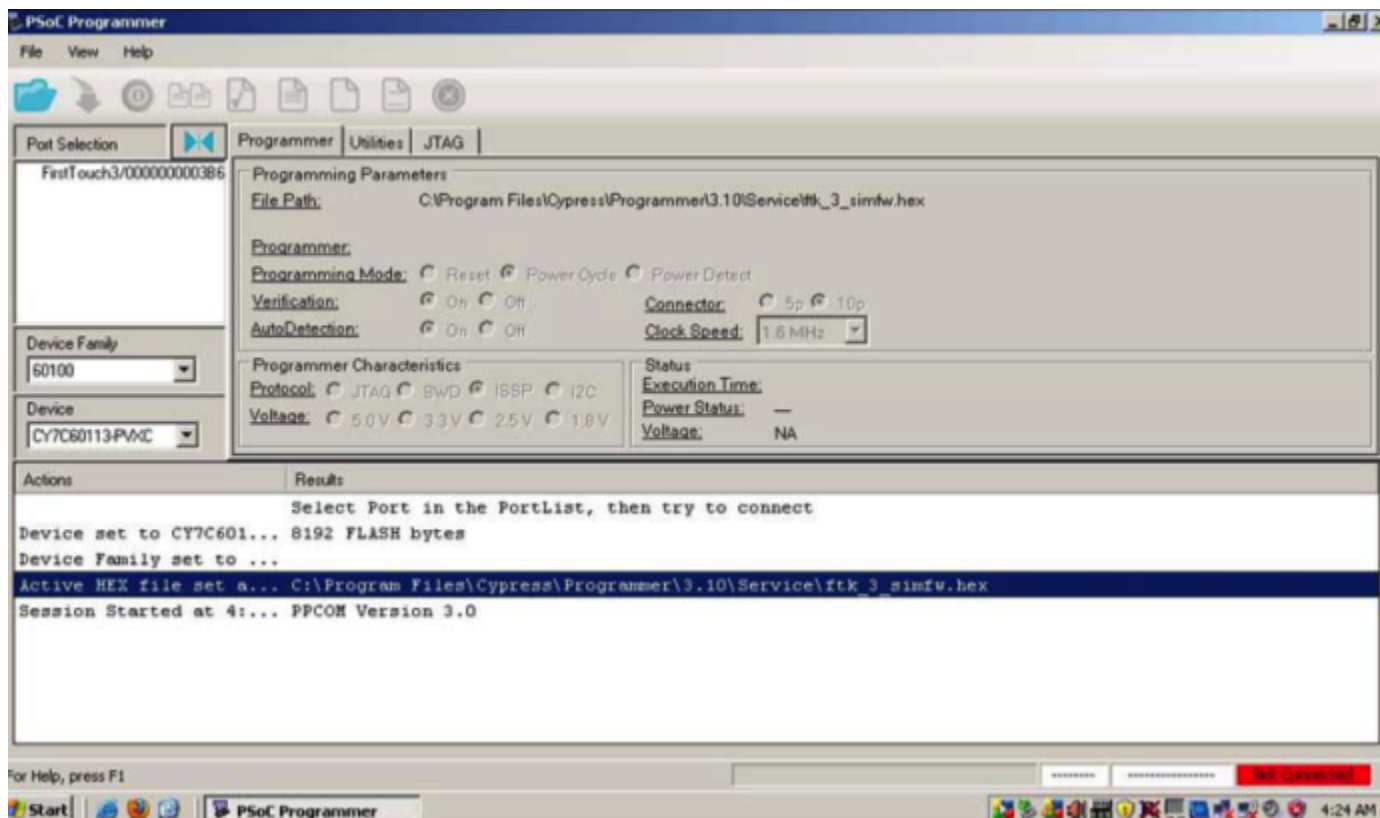 PSoC Programmer
File View Help
Port Selection
Programmer Utilities JTAG
FirstTouch3/0000000003B6
Programming Parameters
File Path: C:\Program Files\Cypress\Programmer\3.10\Service\ftk_3_simfw.hex
Programmer:
Programming Mode: Reset Power Cycle Power Detect
Verification: On Off Connector: 5p 10p
AutoDetection: On Off Clock Speed: 1.6 MHz
Device Family
60100
Programmer Characteristics
Protocol: JTAG SWD ISSP I2C
Voltage: 5.0 V 3.3 V 2.5 V 1.8 V
Status
Execution Time:
Power Status: —
Voltage: NA
Device
CY7C60113-PVXC
Actions Results
Select Port in the PortList, then try to connect
Device set to CY7C601... 8192 FLASH bytes
Device Family set to ...
Active HEX file set a... C:\Program Files\Cypress\Programmer\3.10\Service\ftk_3_simfw.hex
Session Started at 4:... PPCOM Version 3.0
For Help, press F1
Not Connected
Start PSoC Programmer 4:24 AM